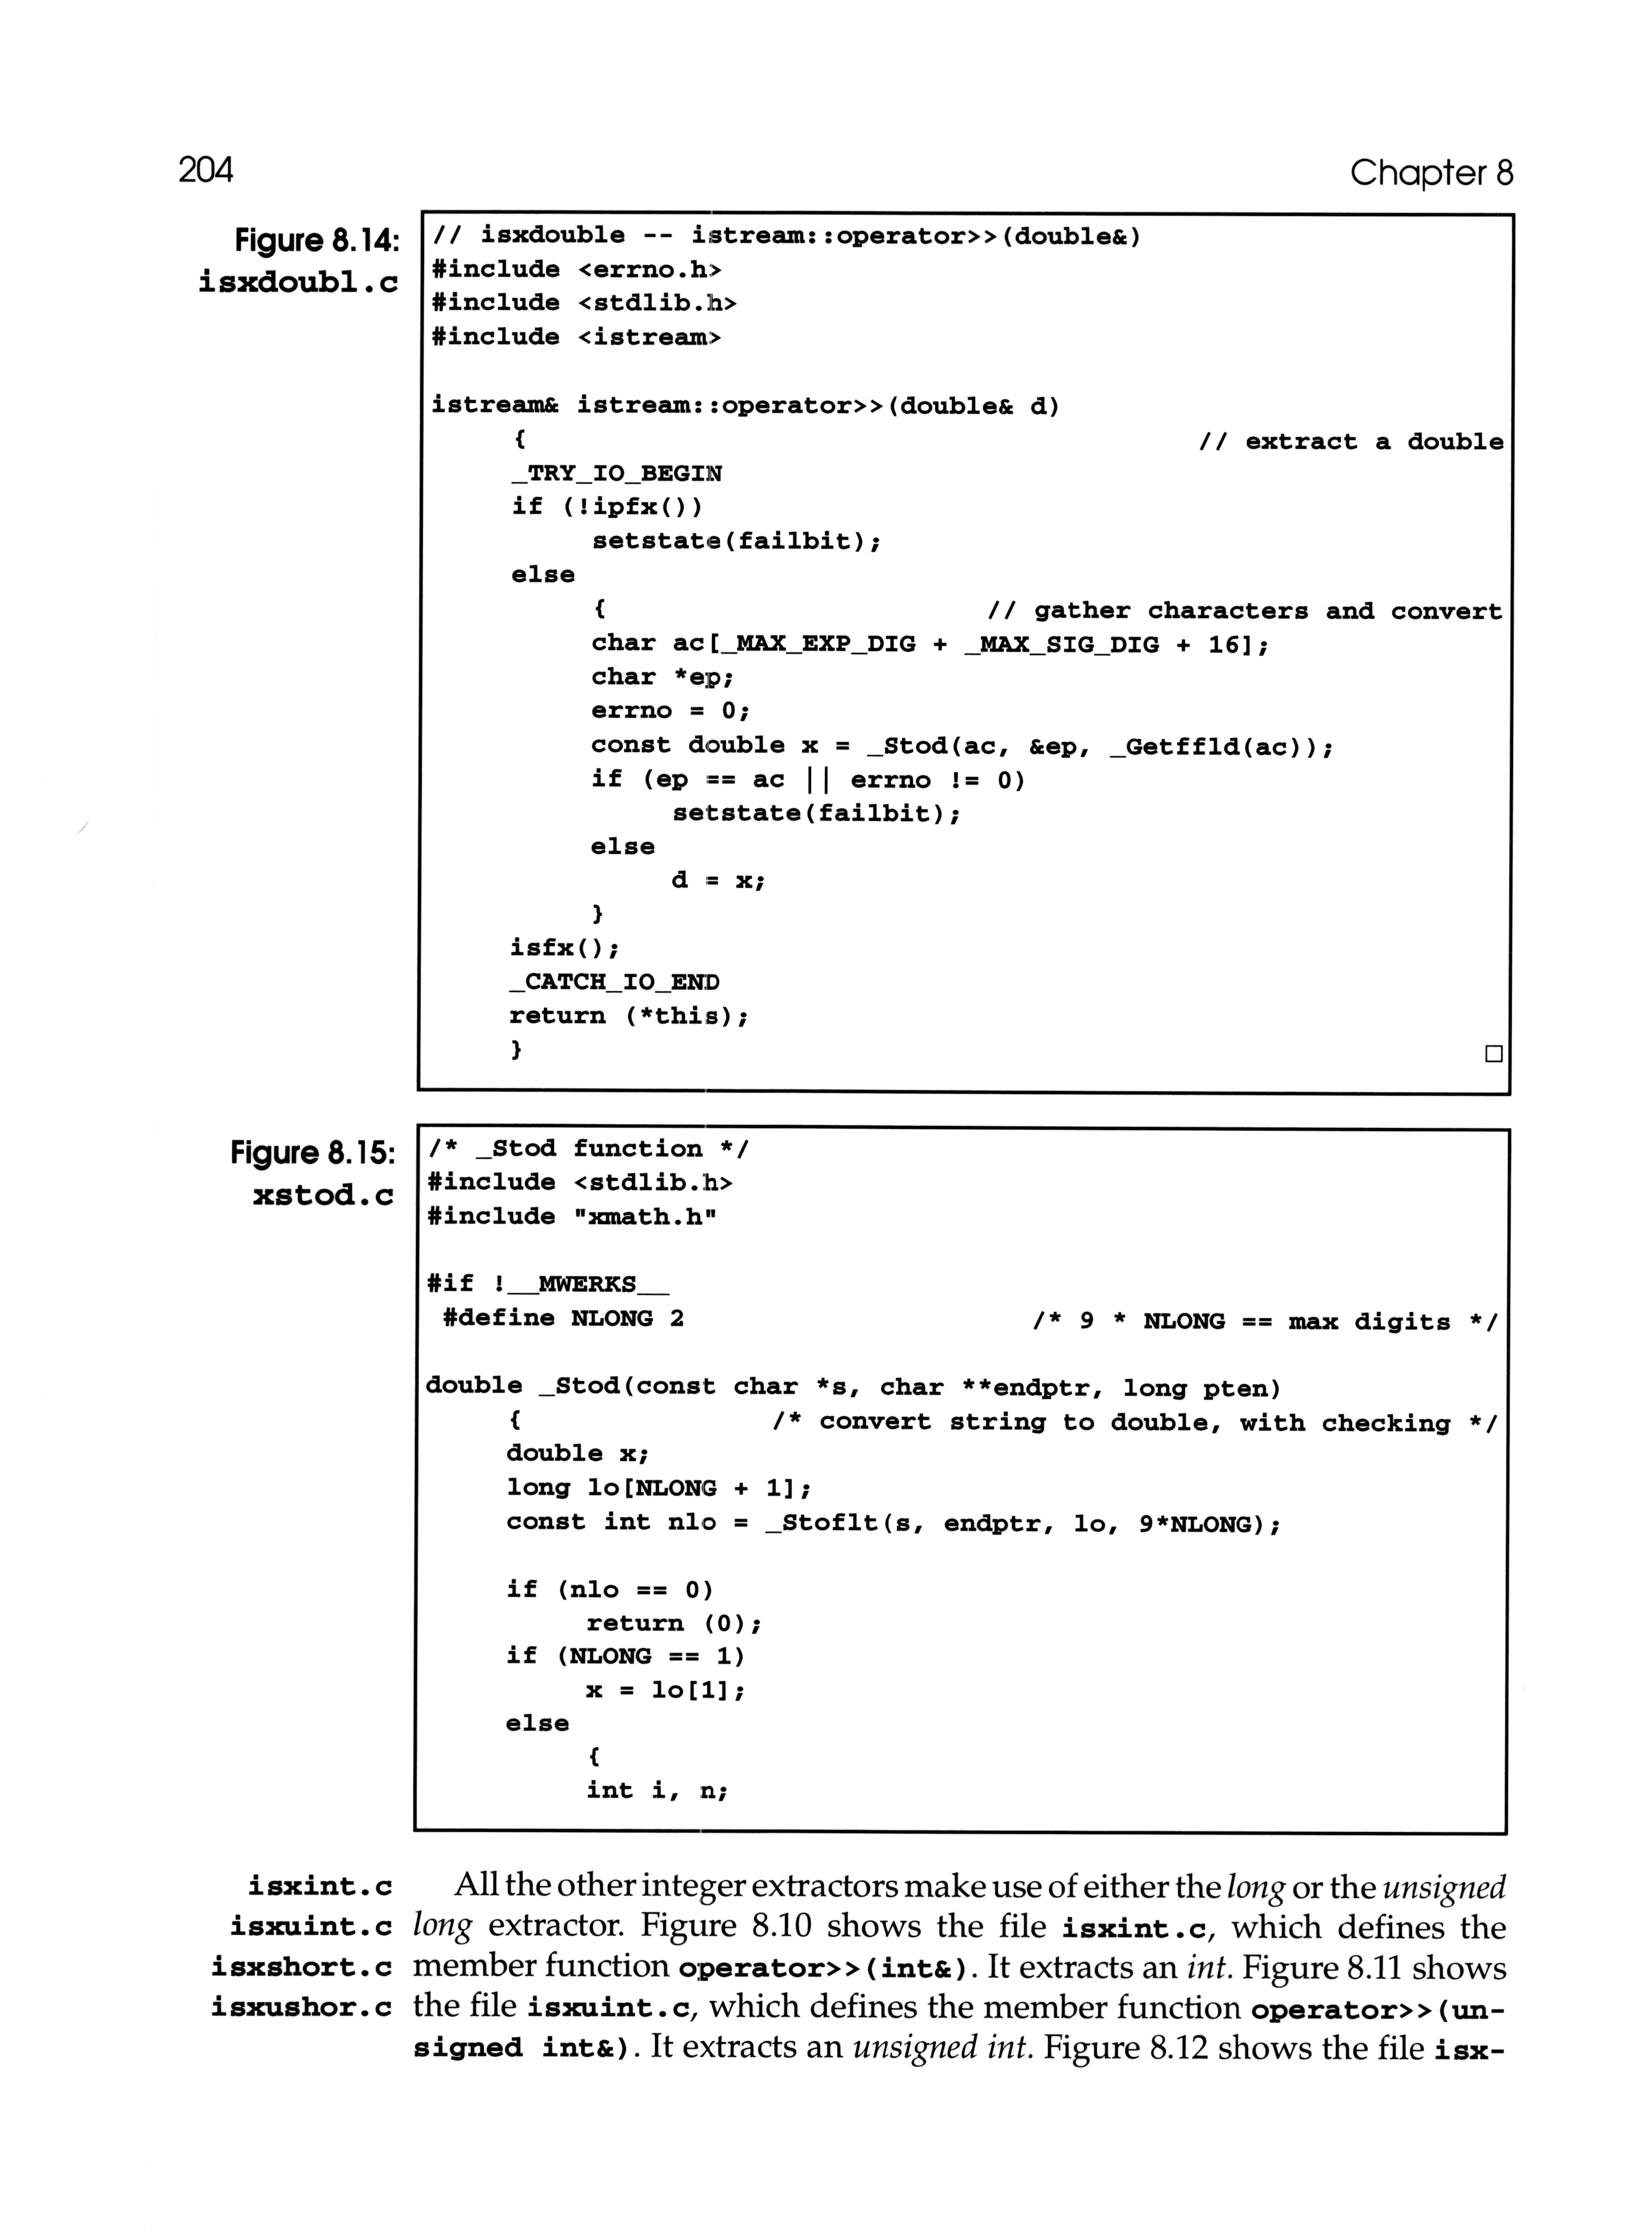 204
Chapter 8
Figure 8.14:
isxdoubl.c
// isxdouble -- istream::operator>>(double&)
#include <errno.h>
#include <stdlib.h>
#include <istream>
istream& istream::operator>>(double& d)
{ // extract a double
_TRY_IO_BEGIN
if (!ipfx())
setstate(failbit);
else
{ // gather characters and convert
char ac[_MAX_EXP_DIG + _MAX_SIG_DIG + 16];
char *ep;
errno = 0;
const double x = _Stod(ac, &ep, _Getffld(ac));
if (ep == ac || errno != 0)
setstate(failbit);
else
d = x;
}
isfx();
_CATCH_IO_END
return (*this);
}
Figure 8.15:
xstod.c
/* _Stod function */
#include <stdlib.h>
#include "xmath.h"
#if !__MWERKS__
#define NLONG 2 /* 9 * NLONG == max digits */
double _Stod(const char *s, char **endptr, long pten)
{ /* convert string to double, with checking */
double x;
long lo[NLONG + 1];
const int nlo = _Stoflt(s, endptr, lo, 9*NLONG);
if (nlo == 0)
return (0);
if (NLONG == 1)
x = lo[1];
else
{
int i, n;
isxint.c
isxuint.c
isxshort.c
isxushor.c
All the other integer extractors make use of either the long or the unsigned
long extractor. Figure 8.10 shows the file isxint.c, which defines the
member function operator>>(int&). It extracts an int. Figure 8.11 shows
the file isxuint.c, which defines the member function operator>>(un-
signed int&). It extracts an unsigned int. Figure 8.12 shows the file isx-